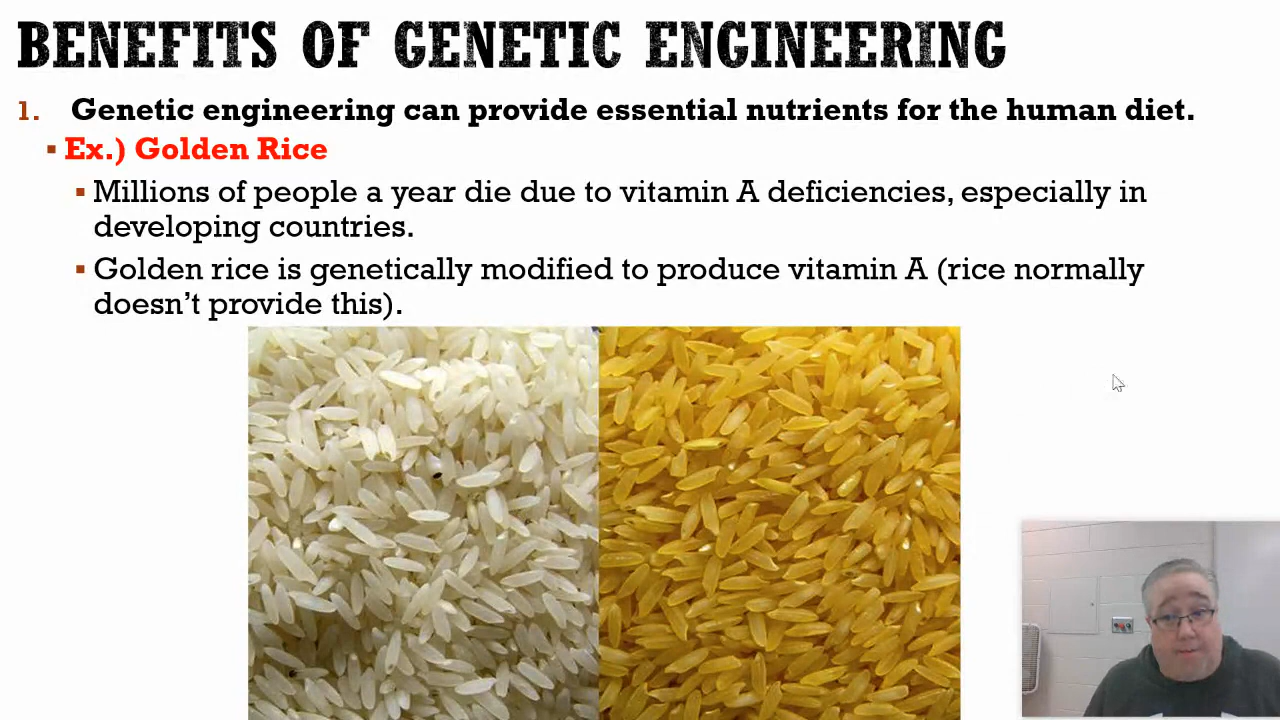 BENEFITS OF GENETIC ENGINEERING
1. Genetic engineering can provide essential nutrients for the human diet.
▪ Ex.) Golden Rice
▪ Millions of people a year die due to vitamin A deficiencies, especially in
developing countries.
▪ Golden rice is genetically modified to produce vitamin A (rice normally
doesn’t provide this).